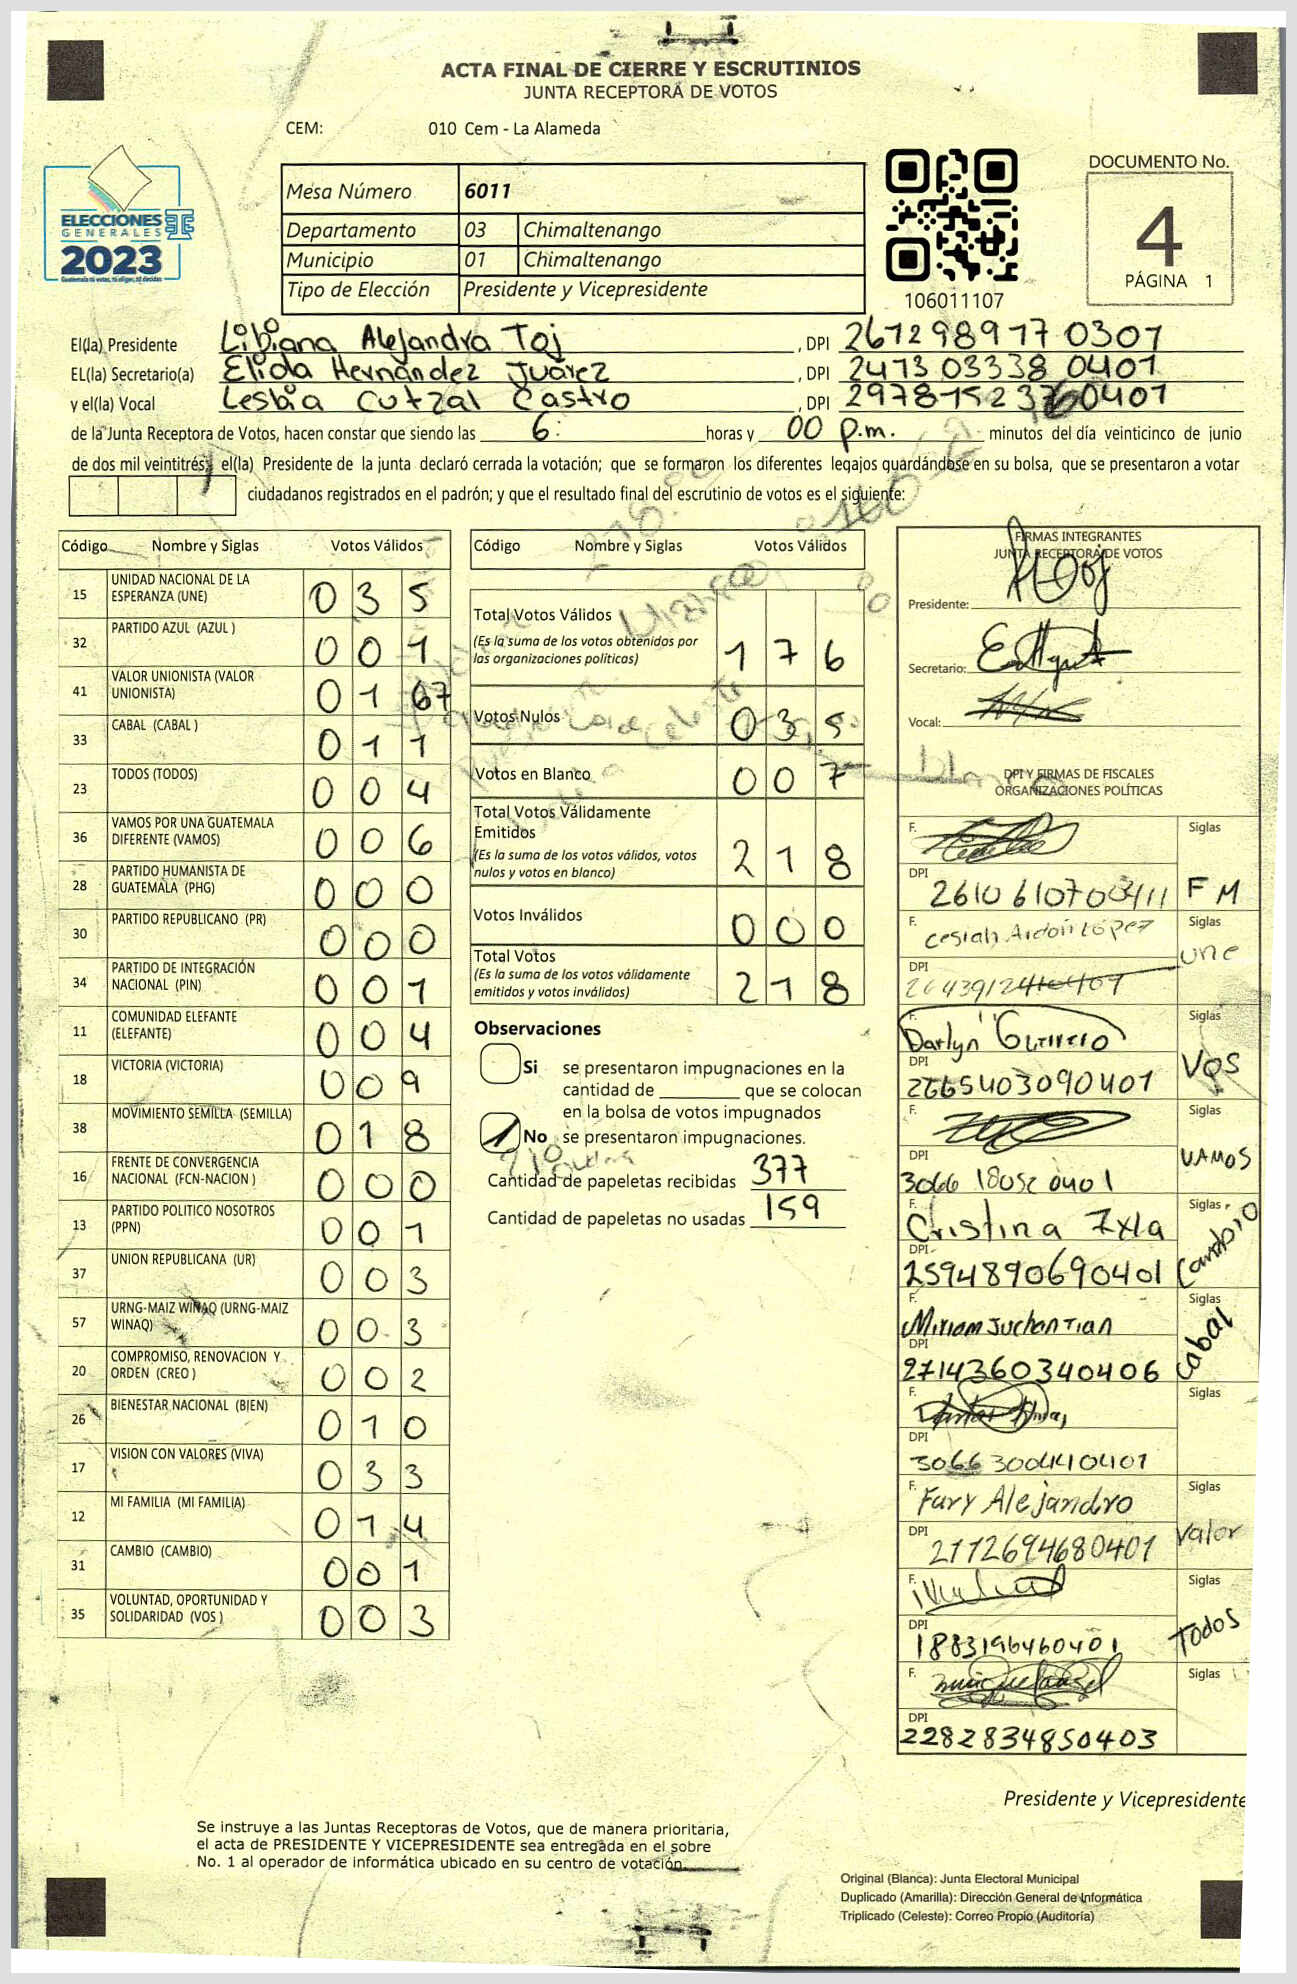 ACTA FINAL DE CIERRE Y ESCRUTINIOS
JUNTA RECEPTORA DE VOTOS
CEM: 010 Cem - La Alameda
ELECCIONES
GENERALES
2023
Mesa Número 6011
Departamento 03 Chimaltenango
Municipio 01 Chimaltenango
Tipo de Elección Presidente y Vicepresidente
106011107
DOCUMENTO No.
4
PÁGINA 1
El(la) Presidente Libiana Alejandra Toj , DPI 261298917 0301
EL(la) Secretario(a) Elida Hernández Juárez , DPI 2473 03338 0401
y el(la) Vocal Lesbia Cutzal Castro , DPI 297815237 0401
de la Junta Receptora de Votos, hacen constar que siendo las 6: horas y 00 p.m. minutos del día veinticinco de junio
de dos mil veintitrés; el(la) Presidente de la junta declaró cerrada la votación; que se formaron los diferentes legajos guardándose en su bolsa, que se presentaron a votar
ciudadanos registrados en el padrón; y que el resultado final del escrutinio de votos es el siguiente:
Código Nombre y Siglas Votos Válidos
15 UNIDAD NACIONAL DE LA ESPERANZA (UNE) 0 3 5
32 PARTIDO AZUL (AZUL ) 0 0 1
41 VALOR UNIONISTA (VALOR UNIONISTA) 0 1 67
33 CABAL (CABAL ) 0 1 1
23 TODOS (TODOS) 0 0 4
36 VAMOS POR UNA GUATEMALA DIFERENTE (VAMOS) 0 0 6
28 PARTIDO HUMANISTA DE GUATEMALA (PHG) 0 0 0
30 PARTIDO REPUBLICANO (PR) 0 0 0
34 PARTIDO DE INTEGRACIÓN NACIONAL (PIN) 0 0 1
11 COMUNIDAD ELEFANTE (ELEFANTE) 0 0 4
18 VICTORIA (VICTORIA) 0 0 9
38 MOVIMIENTO SEMILLA (SEMILLA) 0 1 8
16 FRENTE DE CONVERGENCIA NACIONAL (FCN-NACION ) 0 0 0
13 PARTIDO POLITICO NOSOTROS (PPN) 0 0 1
37 UNION REPUBLICANA (UR) 0 0 3
57 URNG-MAIZ WINAQ (URNG-MAIZ WINAQ) 0 0 3
20 COMPROMISO, RENOVACION Y ORDEN (CREO ) 0 0 2
26 BIENESTAR NACIONAL (BIEN) 0 1 0
17 VISION CON VALORES (VIVA) 0 3 3
12 MI FAMILIA (MI FAMILIA) 0 1 4
31 CAMBIO (CAMBIO) 0 0 1
35 VOLUNTAD, OPORTUNIDAD Y SOLIDARIDAD (VOS ) 0 0 3
Código Nombre y Siglas Votos Válidos
Total Votos Válidos
(Es la suma de los votos obtenidos por
las organizaciones políticas) 1 7 6
Votos Nulos 0 3 5
Votos en Blanco 0 0 7
Total Votos Válidamente
Emitidos
(Es la suma de los votos válidos, votos
nulos y votos en blanco) 2 1 8
Votos Inválidos 0 0 0
Total Votos
(Es la suma de los votos válidamente
emitidos y votos inválidos) 2 1 8
Observaciones
Si se presentaron impugnaciones en la
cantidad de ________ que se colocan
en la bolsa de votos impugnados
No se presentaron impugnaciones.
Cantidad de papeletas recibidas 377
Cantidad de papeletas no usadas 159
FIRMAS INTEGRANTES
JUNTA RECEPTORA DE VOTOS
Presidente:
Secretario:
Vocal:
DPI Y FIRMAS DE FISCALES
ORGANIZACIONES POLÍTICAS
F. Siglas
DPI F M
F. Cesiah Ardón López Siglas
DPI une
F. Darlyn Guerrero Siglas
DPI 2665403090401 VOS
F. Siglas
DPI VAMOS
F. Cristina Siglas
DPI 2594890690401 Cambio
F. Miriam Juchan Tian Siglas
DPI 2714360340406 Cabal
F. Siglas
DPI 3066300440401
F. Fury Alejandro Siglas
DPI 2172694680401 Valor
F. Siglas
DPI 1883196460401 Todos
F. Siglas
DPI 2282834850403
Presidente y Vicepresidente
Se instruye a las Juntas Receptoras de Votos, que de manera prioritaria,
el acta de PRESIDENTE Y VICEPRESIDENTE sea entregada en el sobre
No. 1 al operador de informática ubicado en su centro de votación.
Original (Blanca): Junta Electoral Municipal
Duplicado (Amarilla): Dirección General de Informática
Triplicado (Celeste): Correo Propio (Auditoría)